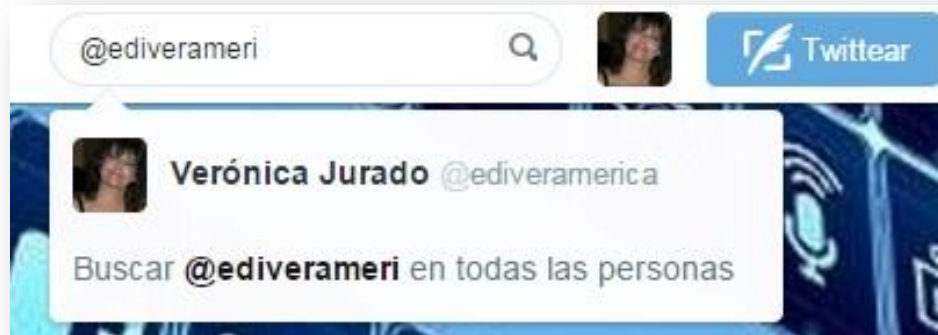 @ediverameri Twittear
Verónica Jurado @ediveramerica
Buscar @ediverameri en todas las personas